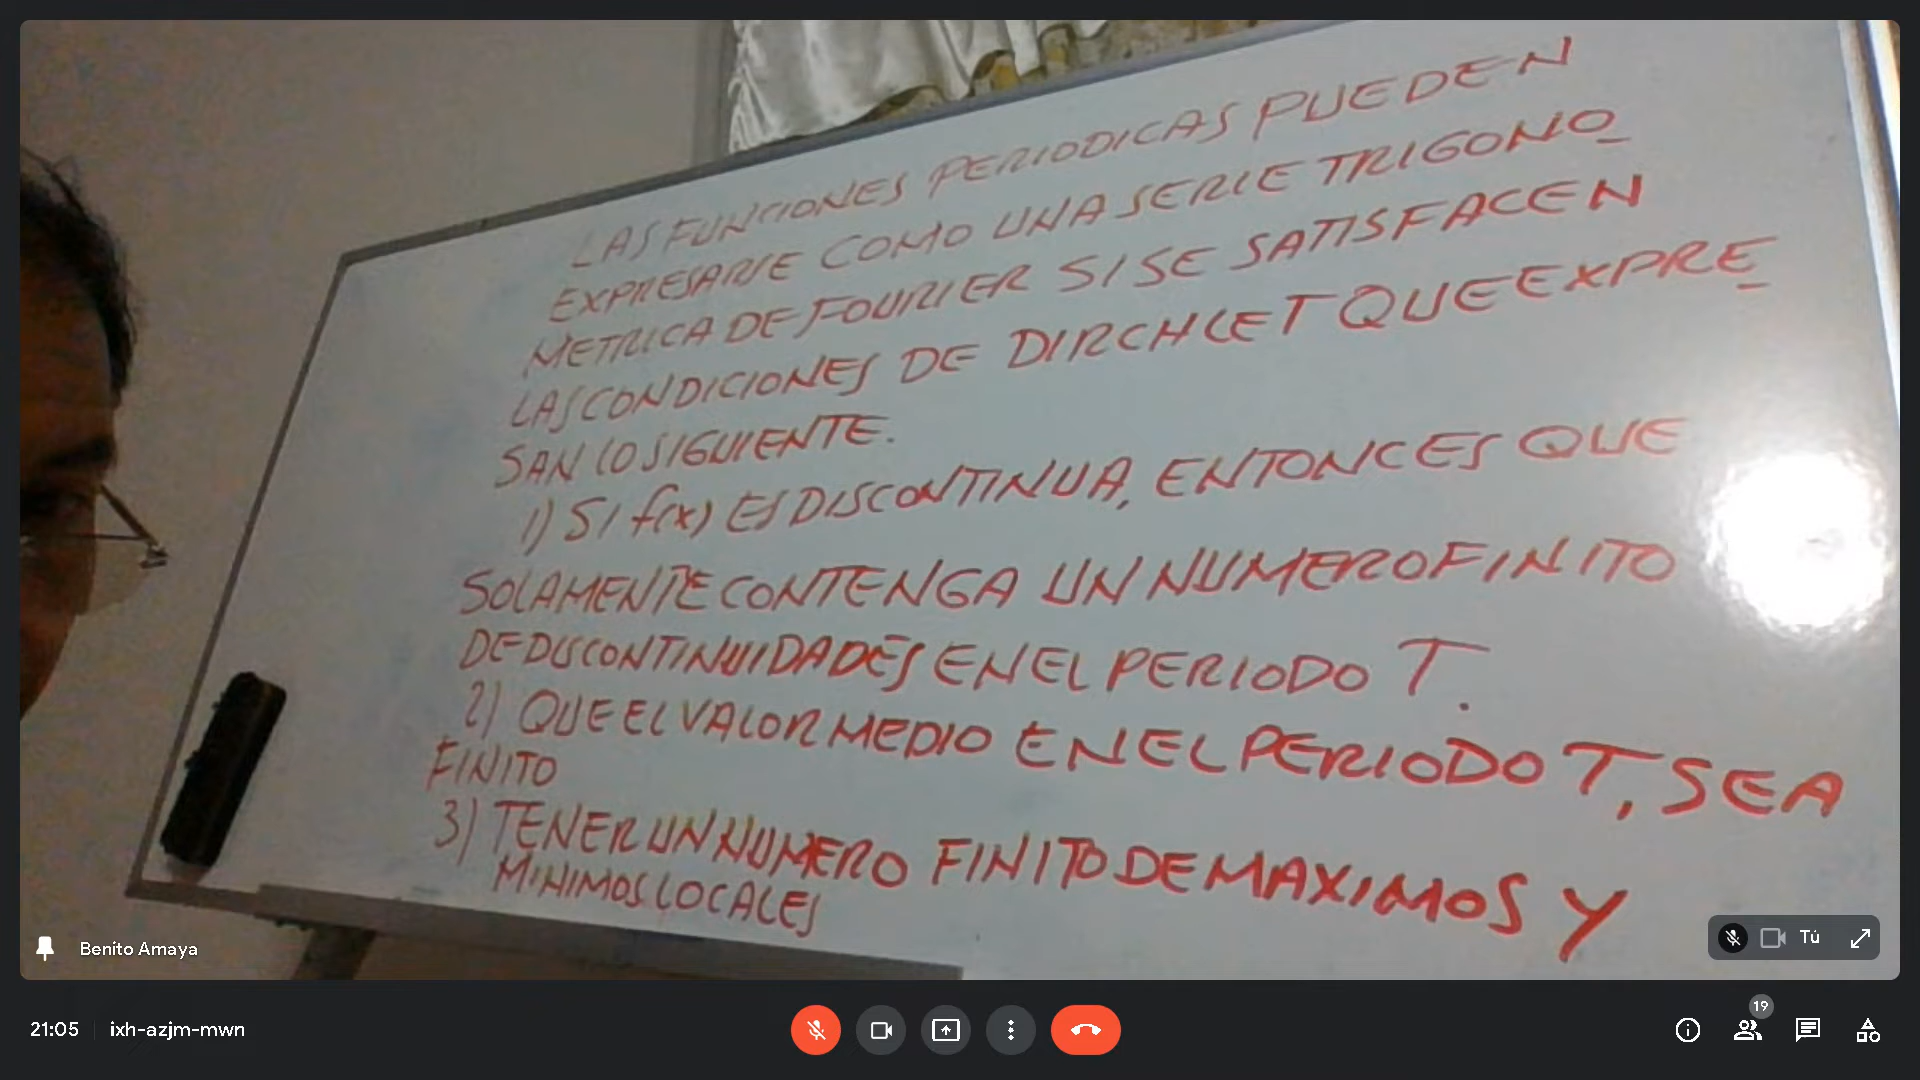 LAS FUNCIONES PERIODICAS PUEDEN
EXPRESARSE COMO UNA SERIE TRIGONO
METRICA DE FOURIER SI SE SATISFACEN
LAS CONDICIONES DE DIRCHLET QUE EXPRE
SAN LO SIGUIENTE.
1) SI f(x) ES DISCONTINUA, ENTONCES QUE
SOLAMENTE CONTENGA UN NUMERO FINITO
DE DISCONTINUIDADES EN EL PERIODO T.
2) QUE EL VALOR MEDIO EN EL PERIODO T, SEA
FINITO
3) TENER UN NUMERO FINITO DE MAXIMOS Y
MINIMOS LOCALES
Benito Amaya
Tú
19
21:05 ixh-azjm-mwn